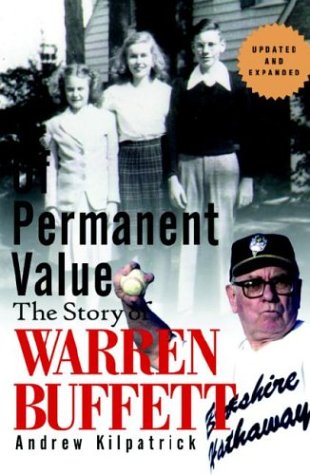 UPDATED
AND
EXPANDED
Of
Permanent
Value
The Story of
WARREN
BUFFETT
Andrew Kilpatrick
Berkshire
Hathaway